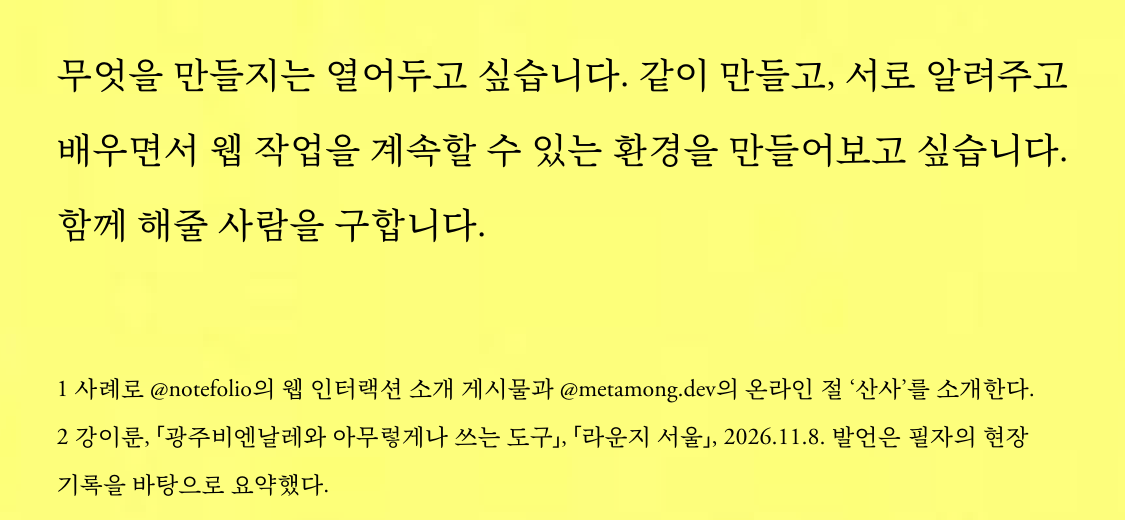 무엇을 만들지는 열어두고 싶습니다. 같이 만들고, 서로 알려주고
배우면서 웹 작업을 계속할 수 있는 환경을 만들어보고 싶습니다.
함께 해줄 사람을 구합니다.
1 사례로 @notefolio의 웹 인터랙션 소개 게시물과 @metamong.dev의 온라인 절 ‘산사’를 소개한다.
2 강이룬, 「광주비엔날레와 아무렇게나 쓰는 도구」, 「라운지 서울」, 2026.11.8. 발언은 필자의 현장
기록을 바탕으로 요약했다.